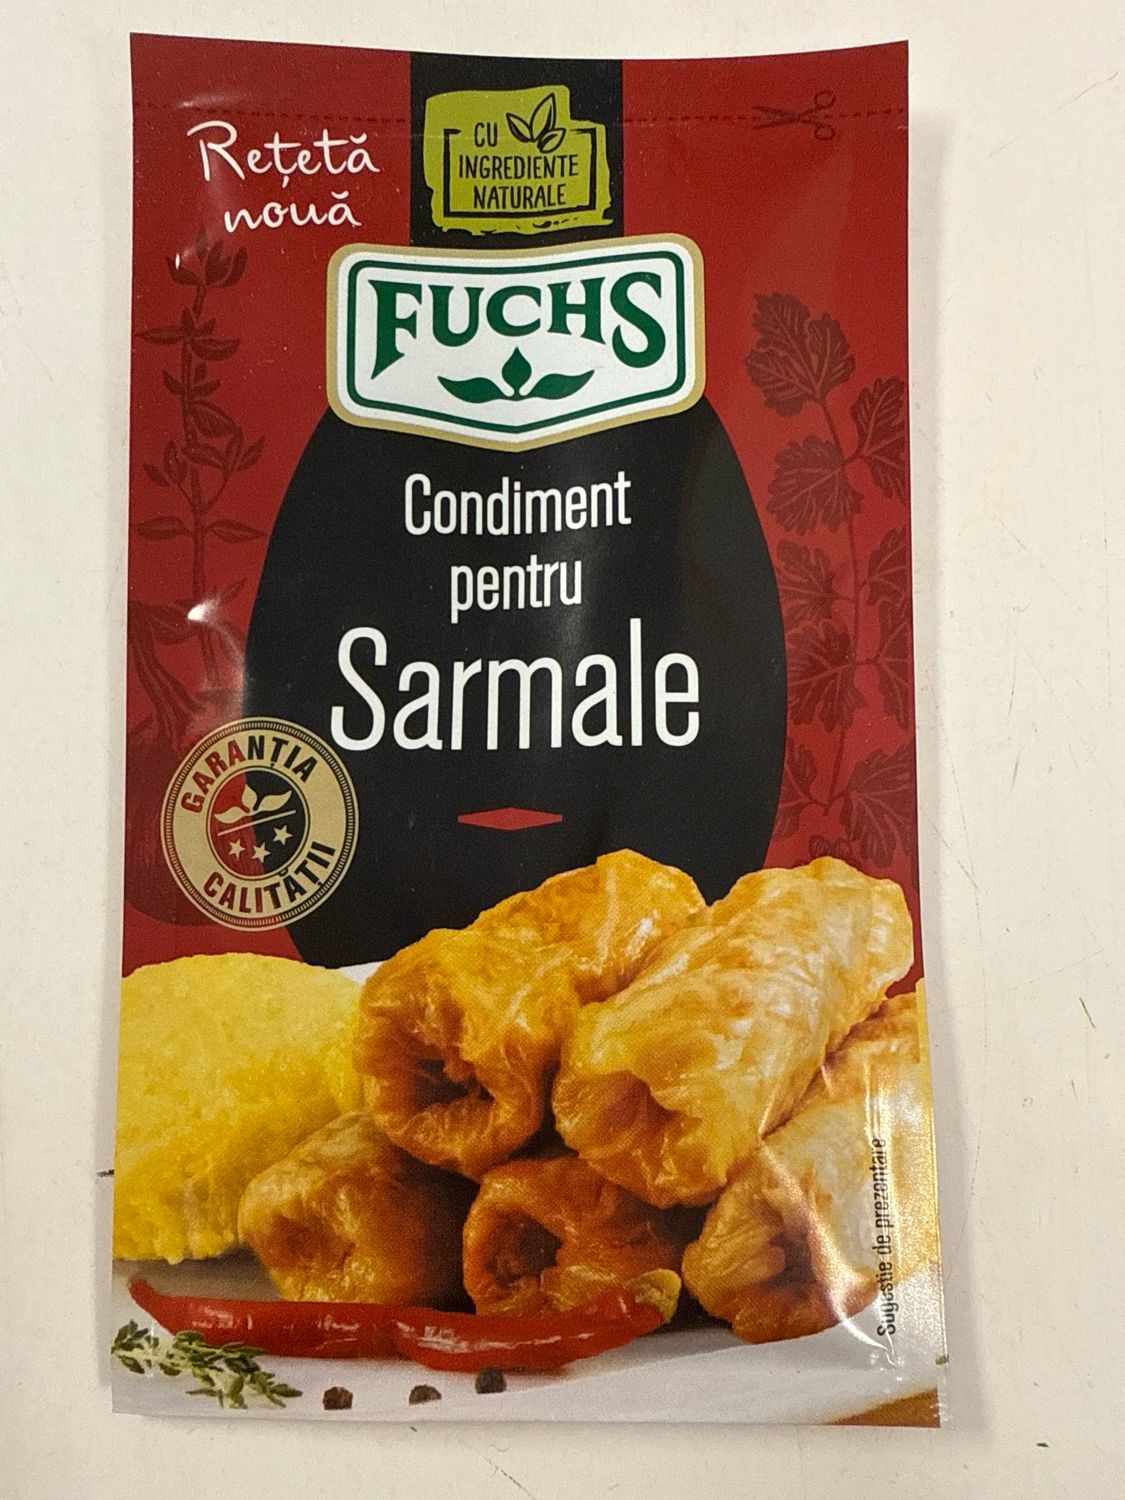 Rețetă
nouă
CU
INGREDIENTE
NATURALE
FUCHS
Condiment
pentru
Sarmale
GARANȚIA
CALITĂȚII
Sugestie de prezentare